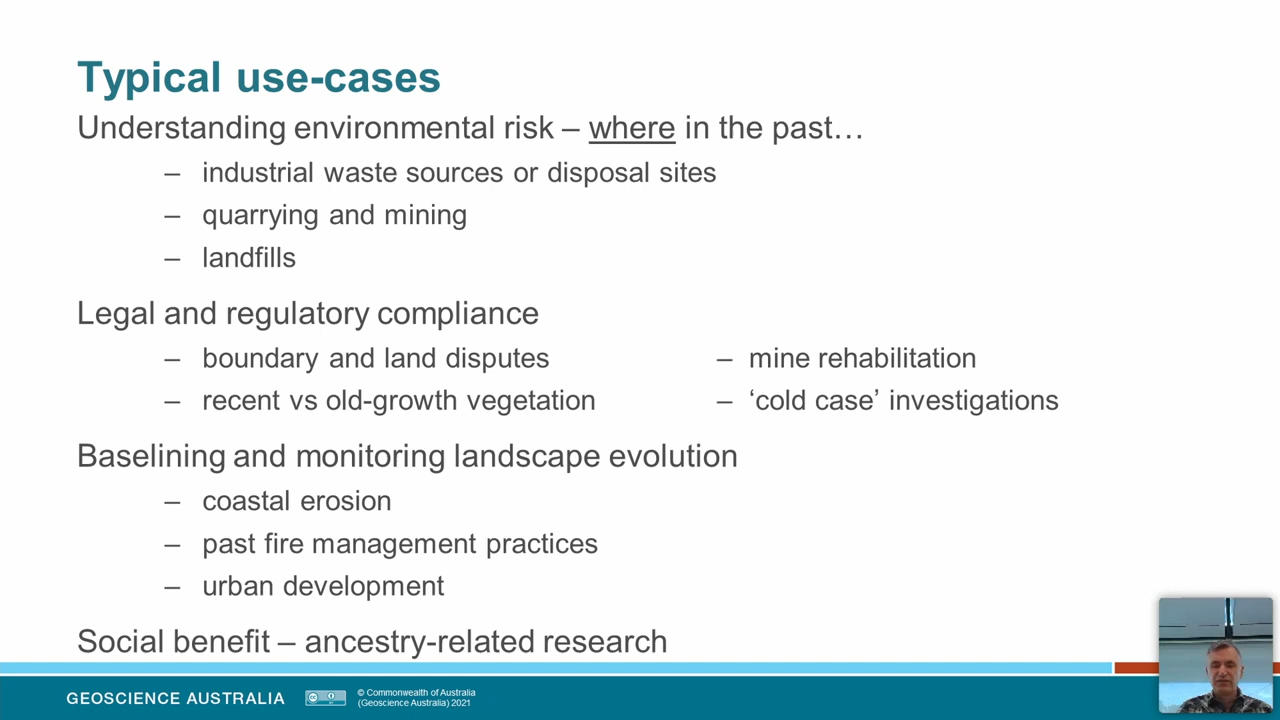 Typical use-cases
Understanding environmental risk – where in the past…
– industrial waste sources or disposal sites
– quarrying and mining
– landfills
Legal and regulatory compliance
– boundary and land disputes
– recent vs old-growth vegetation
– mine rehabilitation
– ‘cold case’ investigations
Baselining and monitoring landscape evolution
– coastal erosion
– past fire management practices
– urban development
Social benefit – ancestry-related research
GEOSCIENCE AUSTRALIA
© Commonwealth of Australia
(Geoscience Australia) 2021